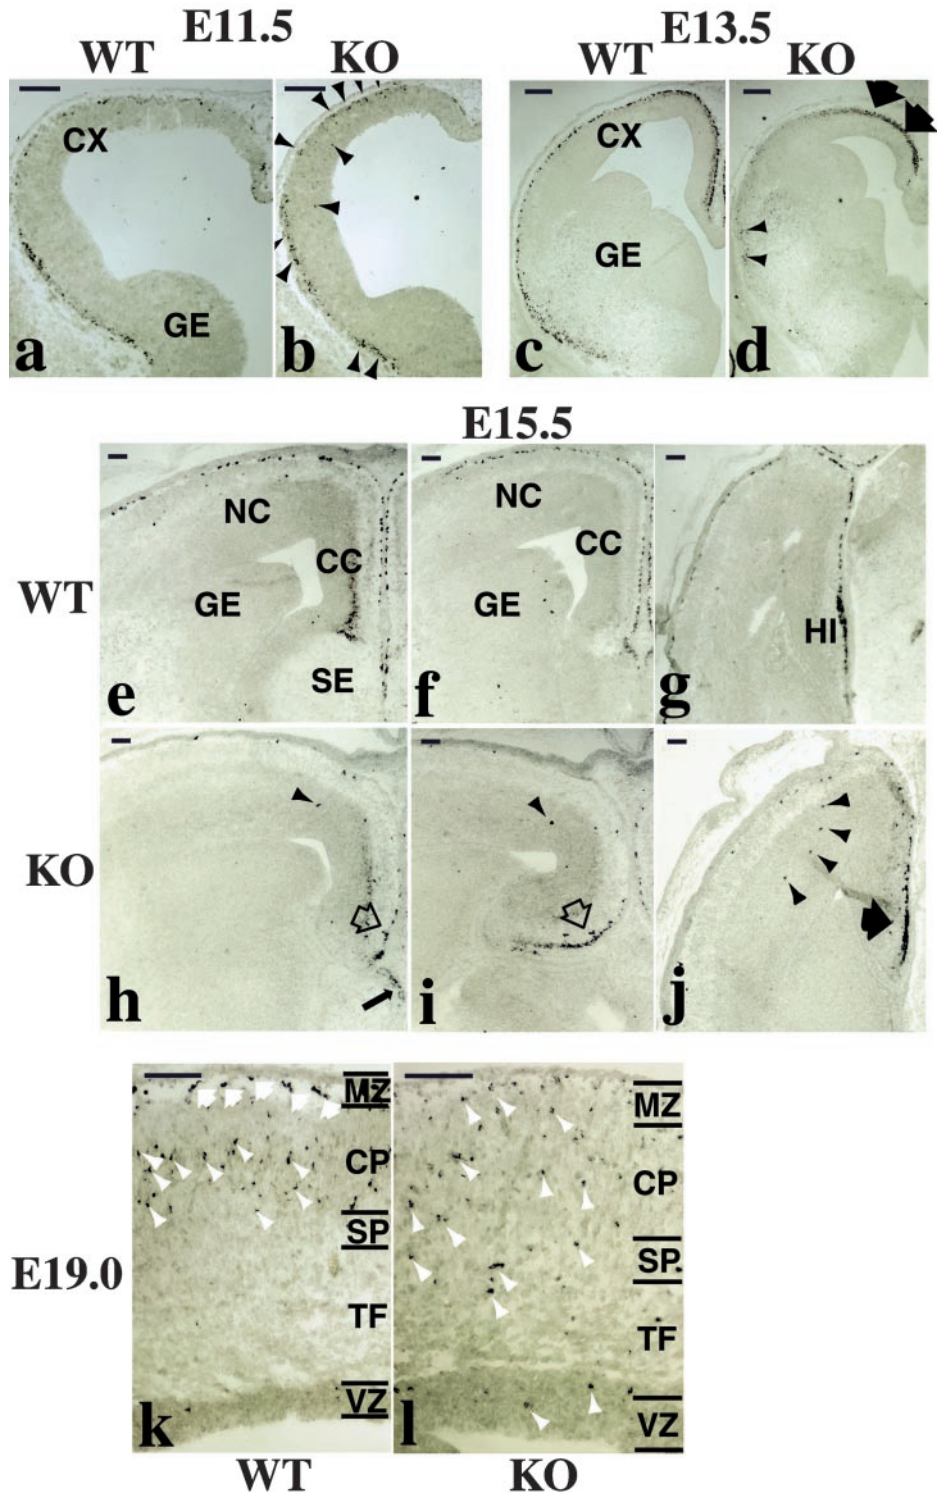 E11.5 E13.5
WT KO WT KO
CX CX
GE GE
a b c d
E15.5
WT
NC NC
CC CC
GE GE HI
SE
e f g
KO
h i j
E19.0
MZ MZ
CP CP
SP SP
TF TF
VZ VZ
k l
WT KO